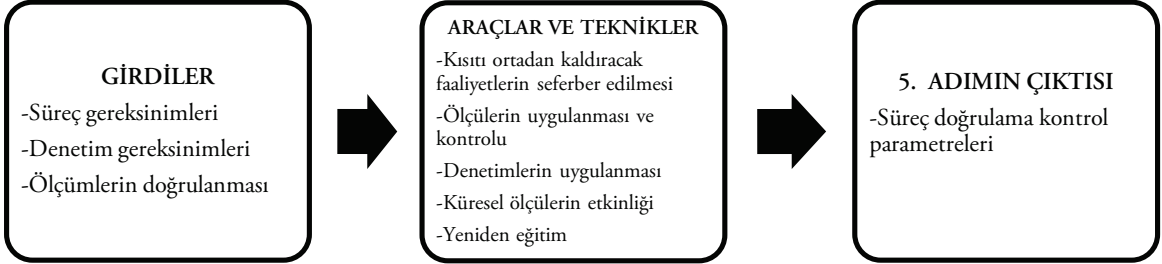 GİRDİLER
-Süreç gereksinimleri
-Denetim gereksinimleri
-Ölçümlerin doğrulanması
ARAÇLAR VE TEKNİKLER
-Kısıtı ortadan kaldıracak
faaliyetlerin seferber edilmesi
-Ölçülerin uygulanması ve
kontrolu
-Denetimlerin uygulanması
-Küresel ölçülerin etkinliği
-Yeniden eğitim
5. ADIMIN ÇIKTISI
-Süreç doğrulama kontrol
parametreleri